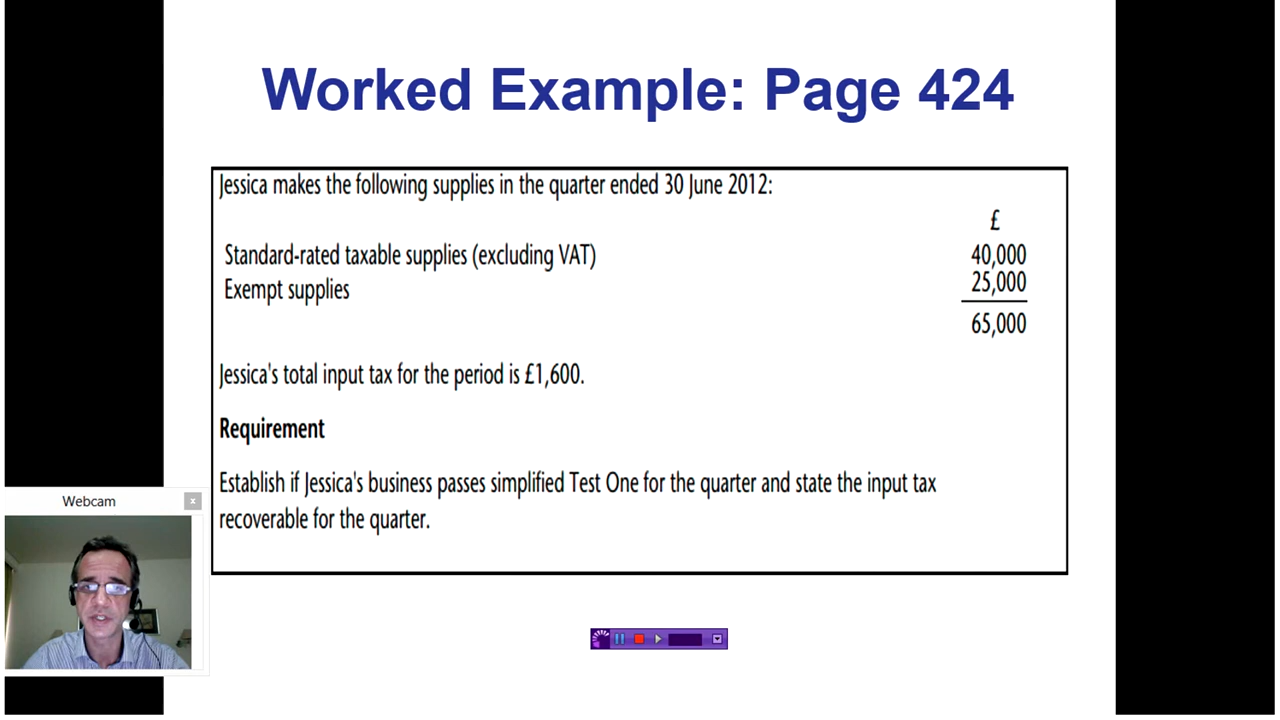 Worked Example: Page 424
Jessica makes the following supplies in the quarter ended 30 June 2012:
£
Standard-rated taxable supplies (excluding VAT) 40,000
Exempt supplies 25,000
65,000
Jessica's total input tax for the period is £1,600.
Requirement
Establish if Jessica's business passes simplified Test One for the quarter and state the input tax
recoverable for the quarter.
Webcam
x